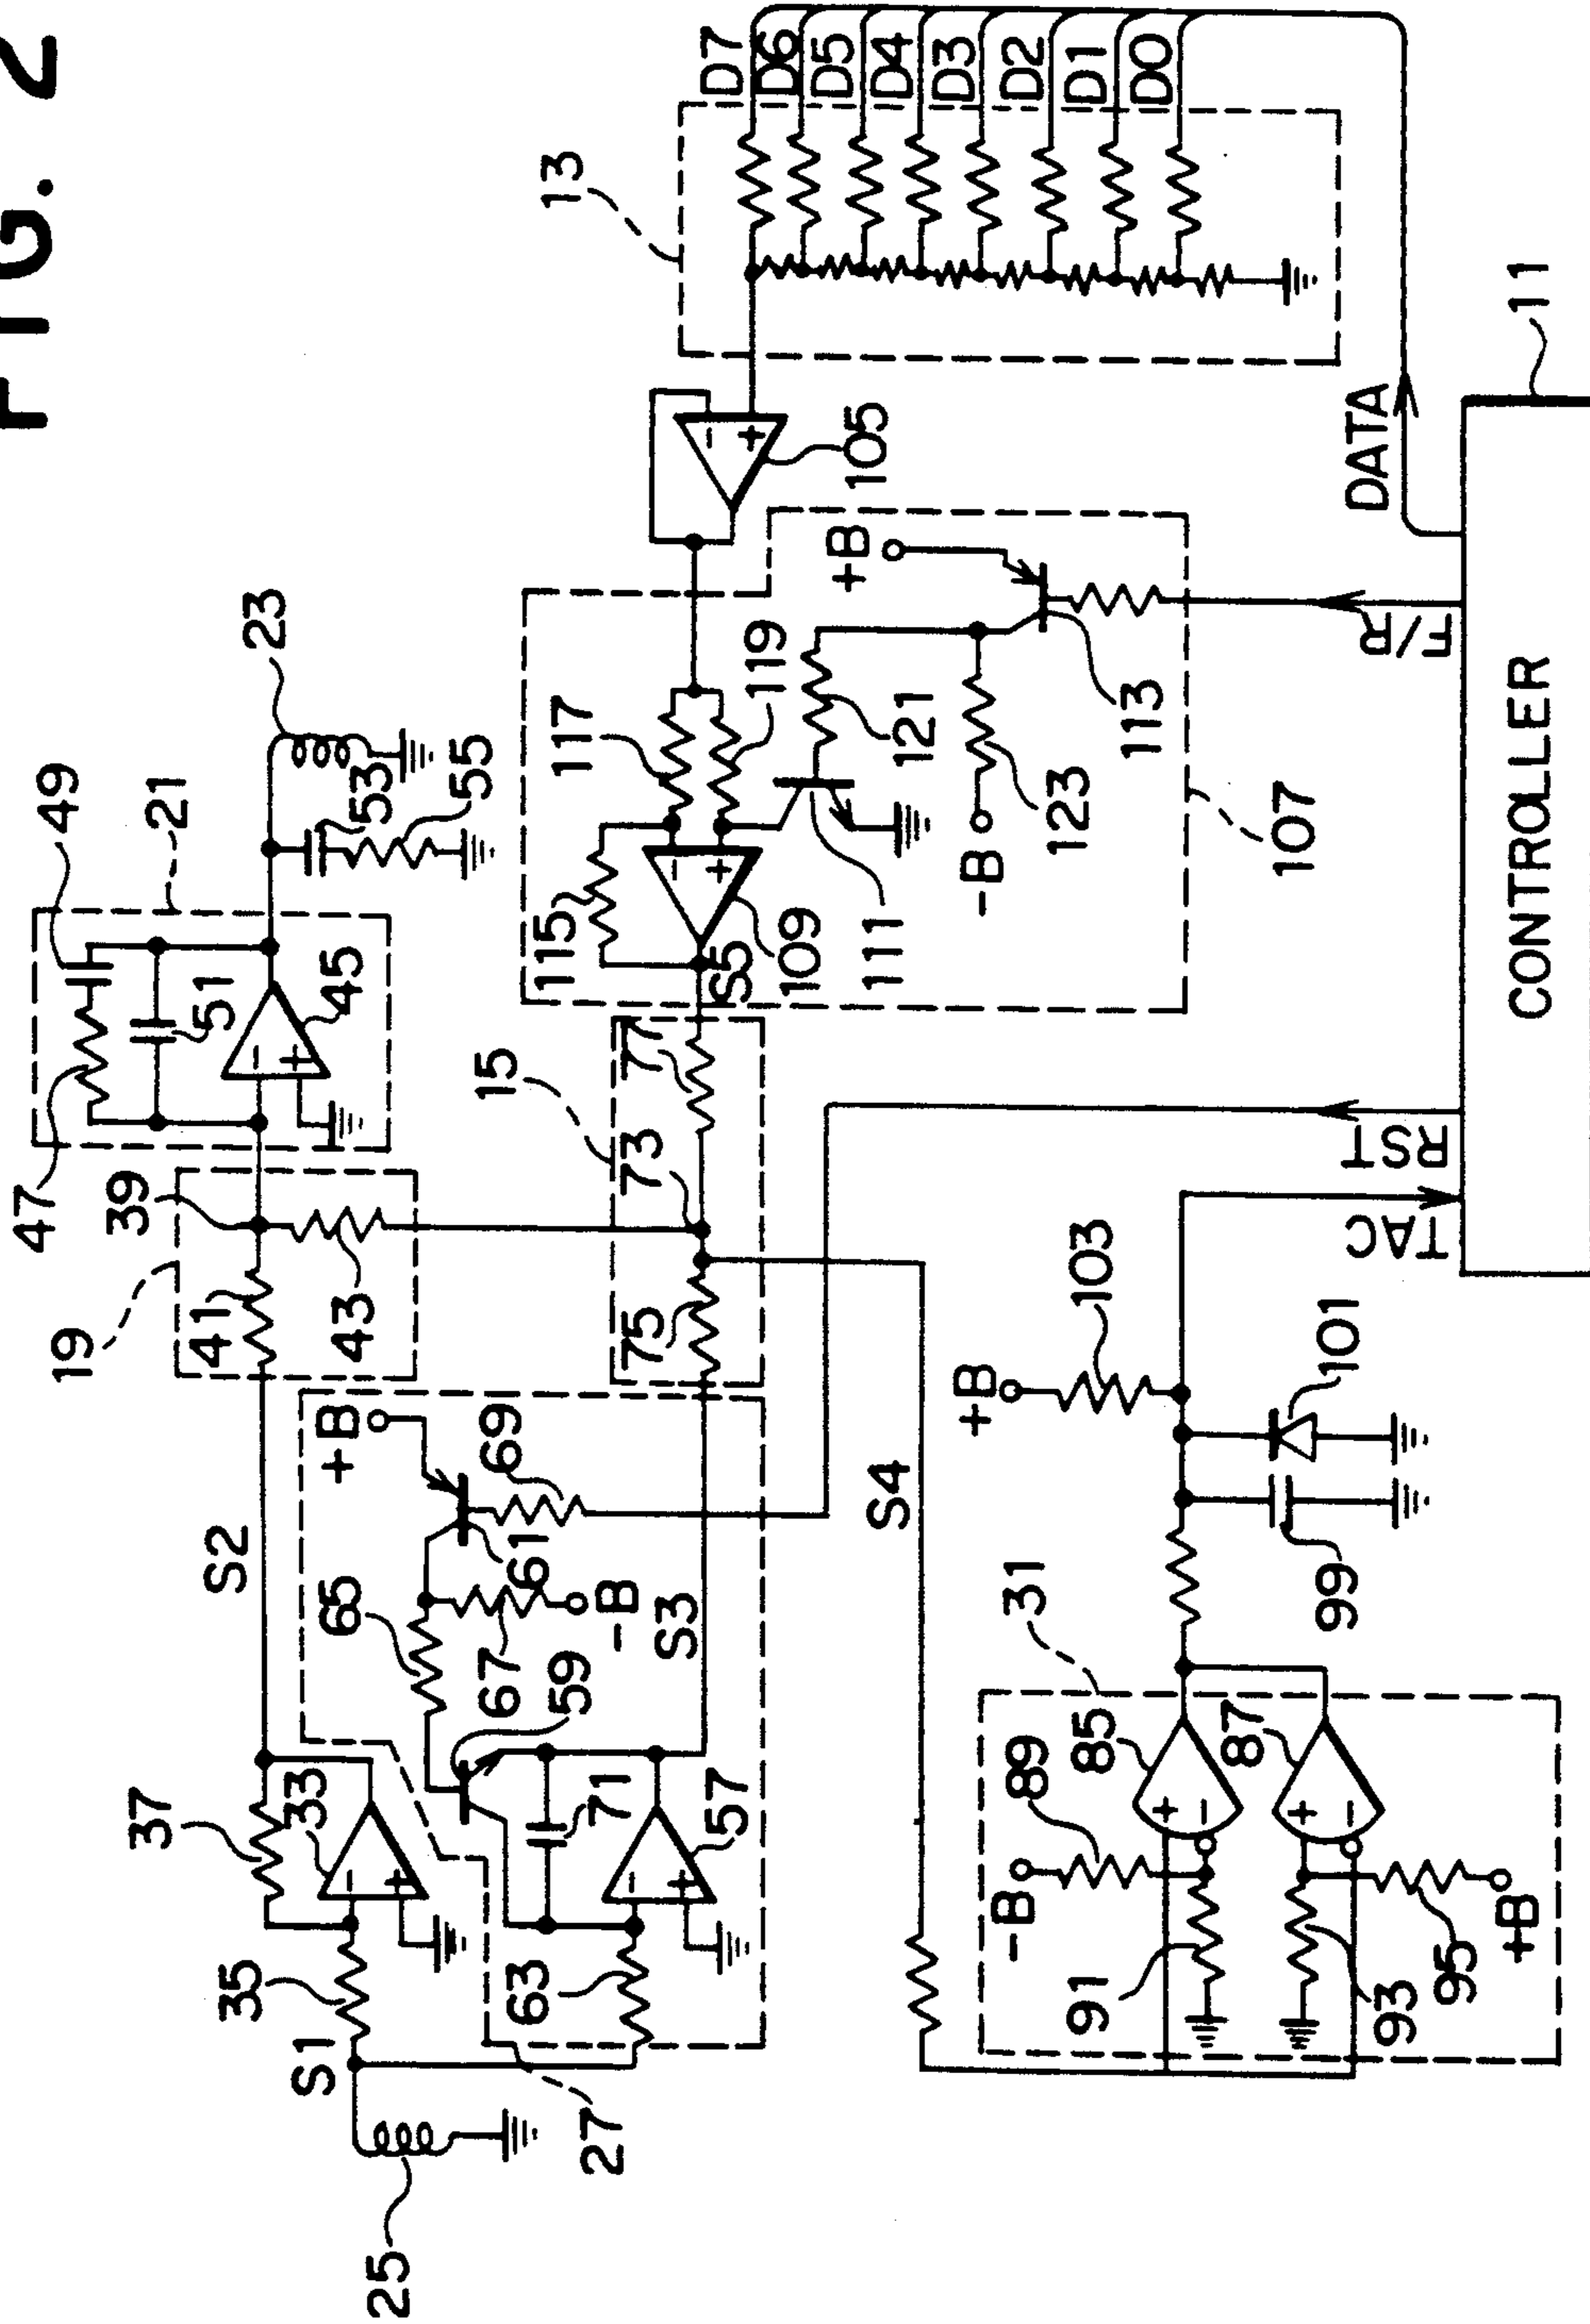 FIG. 2
47
49
39
21
23
19
41
51
45
43
53
55
37
S2
33
35
S1
25
27
+B
65
69
61
67
-B
59
63
71
57
S3
15
75
73
77
S5
115
117
119
109
111
121
-B
123
113
+B
107
105
13
D7
D6
D5
D4
D3
D2
D1
D0
S4
31
-B
89
85
91
87
93
95
+B
99
101
103
+B
TAC
RST
F/R
DATA
CONTROLLER
11